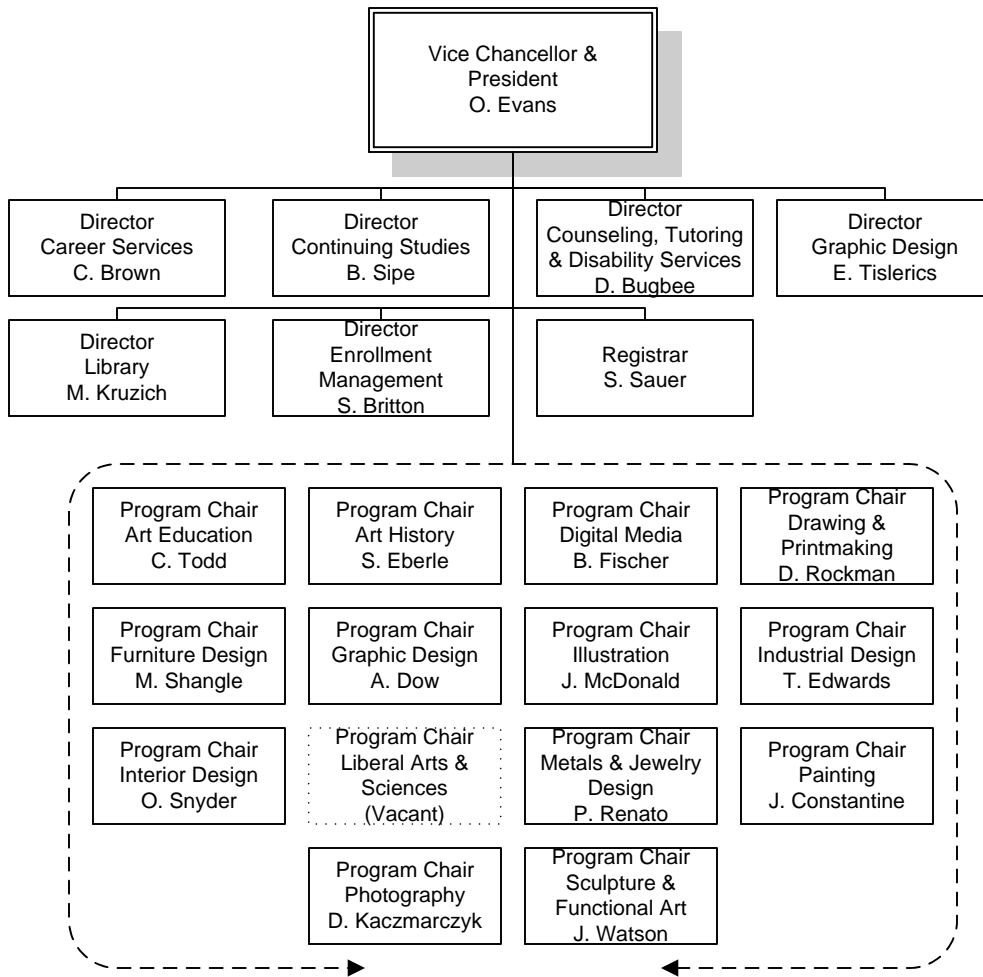 Vice Chancellor &
President
O. Evans
Director
Career Services
C. Brown
Director
Continuing Studies
B. Sipe
Director
Counseling, Tutoring
& Disability Services
D. Bugbee
Director
Graphic Design
E. Tislerics
Director
Library
M. Kruzich
Director
Enrollment
Management
S. Britton
Registrar
S. Sauer
Program Chair
Art Education
C. Todd
Program Chair
Art History
S. Eberle
Program Chair
Digital Media
B. Fischer
Program Chair
Drawing &
Printmaking
D. Rockman
Program Chair
Furniture Design
M. Shangle
Program Chair
Graphic Design
A. Dow
Program Chair
Illustration
J. McDonald
Program Chair
Industrial Design
T. Edwards
Program Chair
Interior Design
O. Snyder
Program Chair
Liberal Arts &
Sciences
(Vacant)
Program Chair
Metals & Jewelry
Design
P. Renato
Program Chair
Painting
J. Constantine
Program Chair
Photography
D. Kaczmarczyk
Program Chair
Sculpture &
Functional Art
J. Watson